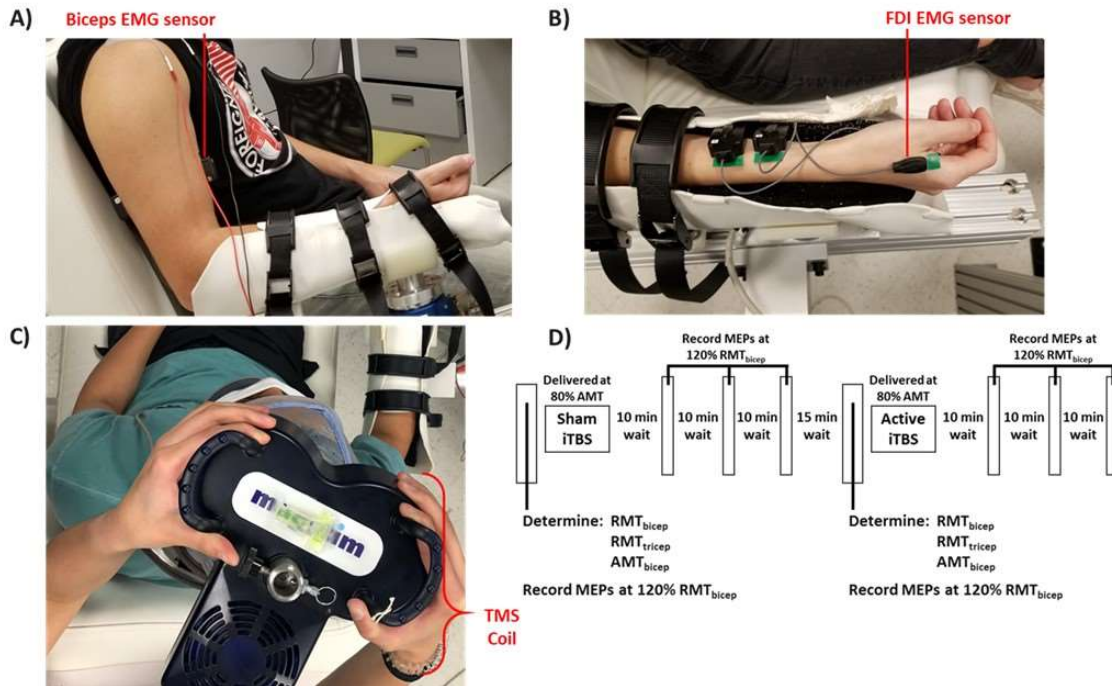 A)
Biceps EMG sensor
FOREIGN
B)
FDI EMG sensor
C)
TMS
Coil
D)
Record MEPs at
120% RMTbicep
Delivered at
80% AMT
Sham
iTBS
10 min
wait
10 min
wait
10 min
wait
15 min
wait
Determine: RMTbicep
RMTtricep
AMTbicep
Record MEPs at 120% RMTbicep
Record MEPs at
120% RMTbicep
Delivered at
80% AMT
Active
iTBS
10 min
wait
10 min
wait
10 min
wait
Determine: RMTbicep
RMTtricep
AMTbicep
Record MEPs at 120% RMTbicep